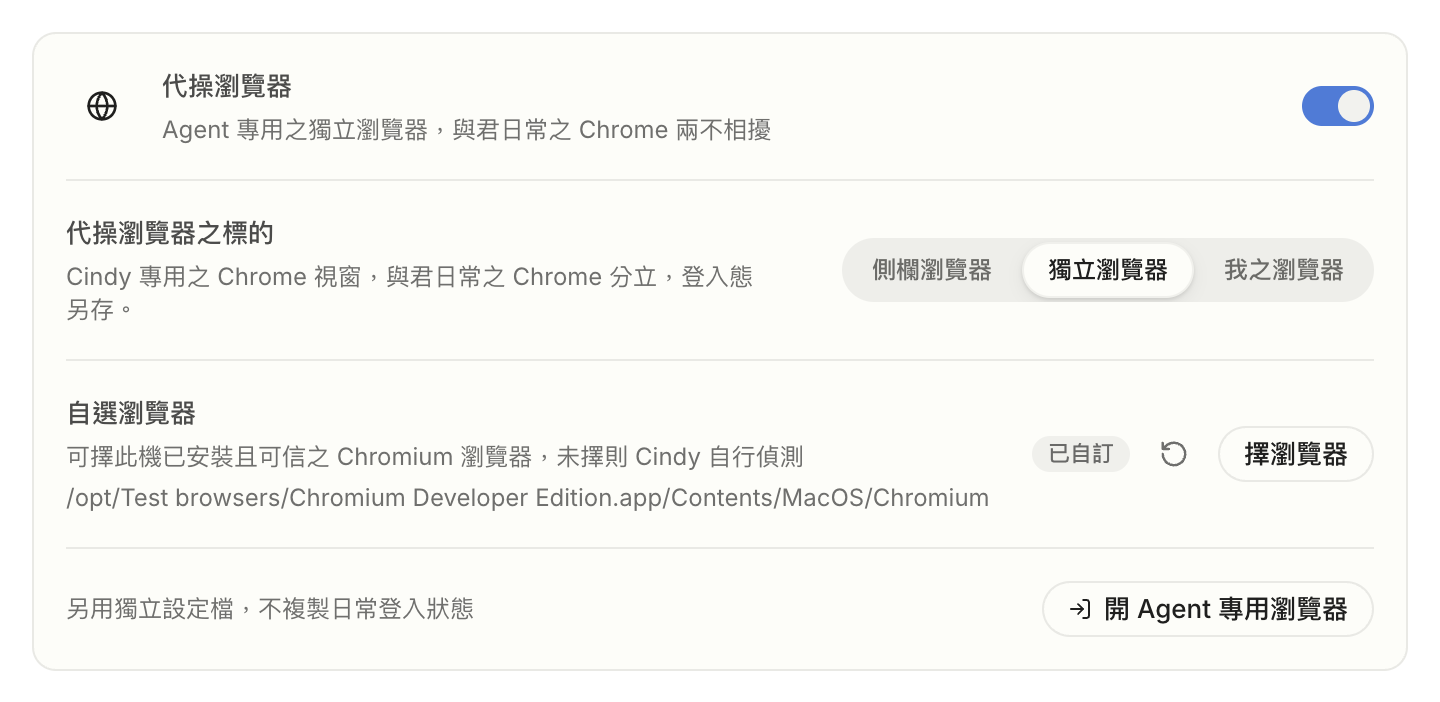 代操瀏覽器
Agent 專用之獨立瀏覽器，與君日常之 Chrome 兩不相擾
代操瀏覽器之標的
Cindy 專用之 Chrome 視窗，與君日常之 Chrome 分立，登入態
另存。
側欄瀏覽器
獨立瀏覽器
我之瀏覽器
自選瀏覽器
可擇此機已安裝且可信之 Chromium 瀏覽器，未擇則 Cindy 自行偵測
/opt/Test browsers/Chromium Developer Edition.app/Contents/MacOS/Chromium
已自訂
擇瀏覽器
另用獨立設定檔，不複製日常登入狀態
開 Agent 專用瀏覽器